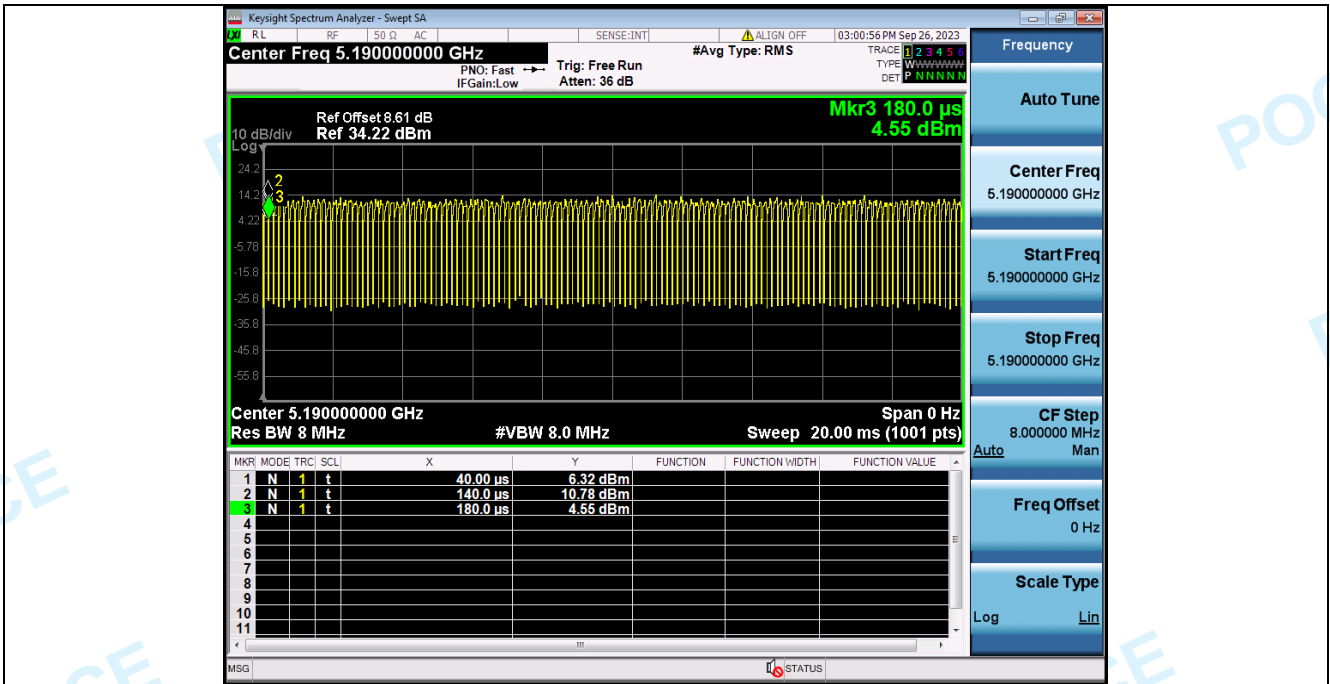 Keysight Spectrum Analyzer - Swept SA
LXI RL RF 50 Ω AC SENSE:INT ALIGN OFF 03:00:56 PM Sep 26, 2023
Center Freq 5.190000000 GHz #Avg Type: RMS TRACE 1 2 3 4 5 6
PNO: Fast Trig: Free Run TYPE WWWWWW
IFGain:Low Atten: 36 dB DET P N N N N N
Frequency
Auto Tune
Ref Offset 8.61 dB Mkr3 180.0 µs
10 dB/div Ref 34.22 dBm 4.55 dBm
Log
24.2
14.2
4.22
-5.78
-15.8
-25.8
-35.8
-45.8
-55.8
2
3
Center 5.190000000 GHz Span 0 Hz
Res BW 8 MHz #VBW 8.0 MHz Sweep 20.00 ms (1001 pts)
MKR MODE TRC SCL X Y FUNCTION FUNCTION WIDTH FUNCTION VALUE
1 N 1 t 40.00 µs 6.32 dBm
2 N 1 t 140.0 µs 10.78 dBm
3 N 1 t 180.0 µs 4.55 dBm
4
5
6
7
8
9
10
11
Center Freq
5.190000000 GHz
Start Freq
5.190000000 GHz
Stop Freq
5.190000000 GHz
CF Step
8.000000 MHz
Auto Man
Freq Offset
0 Hz
Scale Type
Log Lin
MSG STATUS